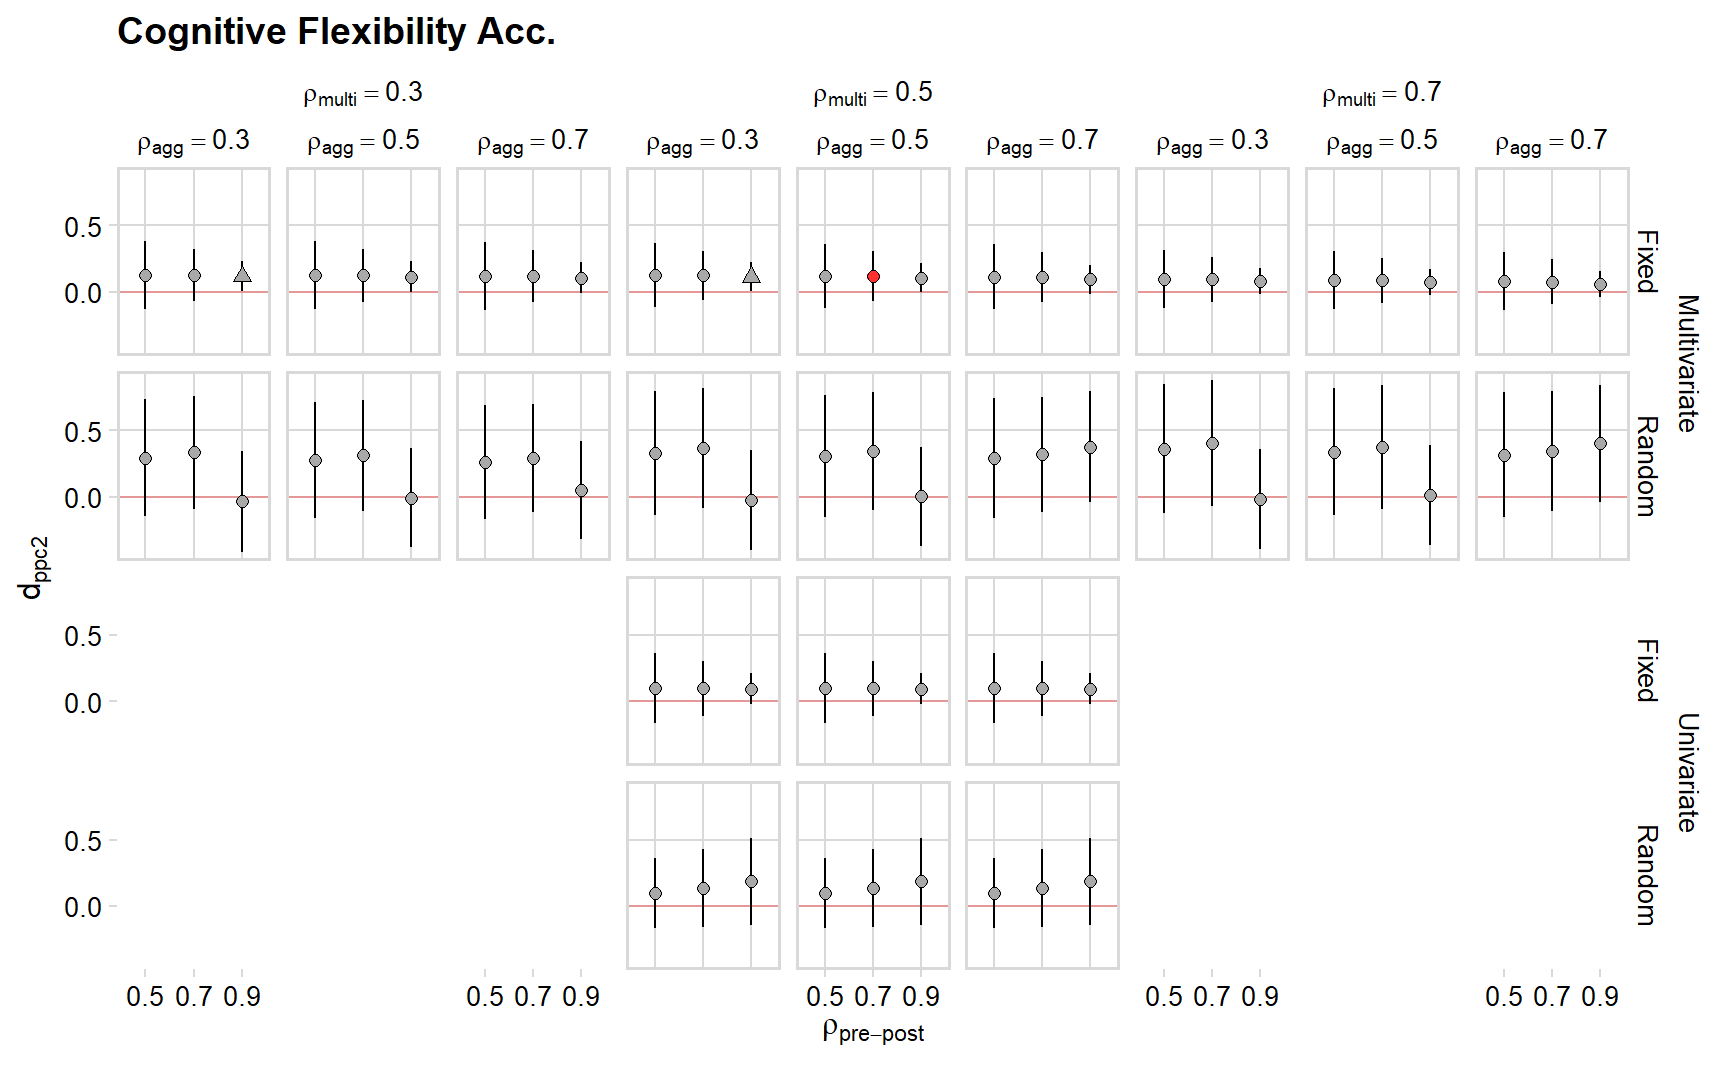 Cognitive Flexibility Acc.
ρmulti = 0.3 ρmulti = 0.5 ρmulti = 0.7
ρagg = 0.3 ρagg = 0.5 ρagg = 0.7 ρagg = 0.3 ρagg = 0.5 ρagg = 0.7 ρagg = 0.3 ρagg = 0.5 ρagg = 0.7
0.5
0.0
Fixed
0.5
0.0
Random
Multivariate
0.5
0.0
Fixed
0.5
0.0
Random
Univariate
dppc2
0.5 0.7 0.9 0.5 0.7 0.9 0.5 0.7 0.9 0.5 0.7 0.9 0.5 0.7 0.9
ρpre−post